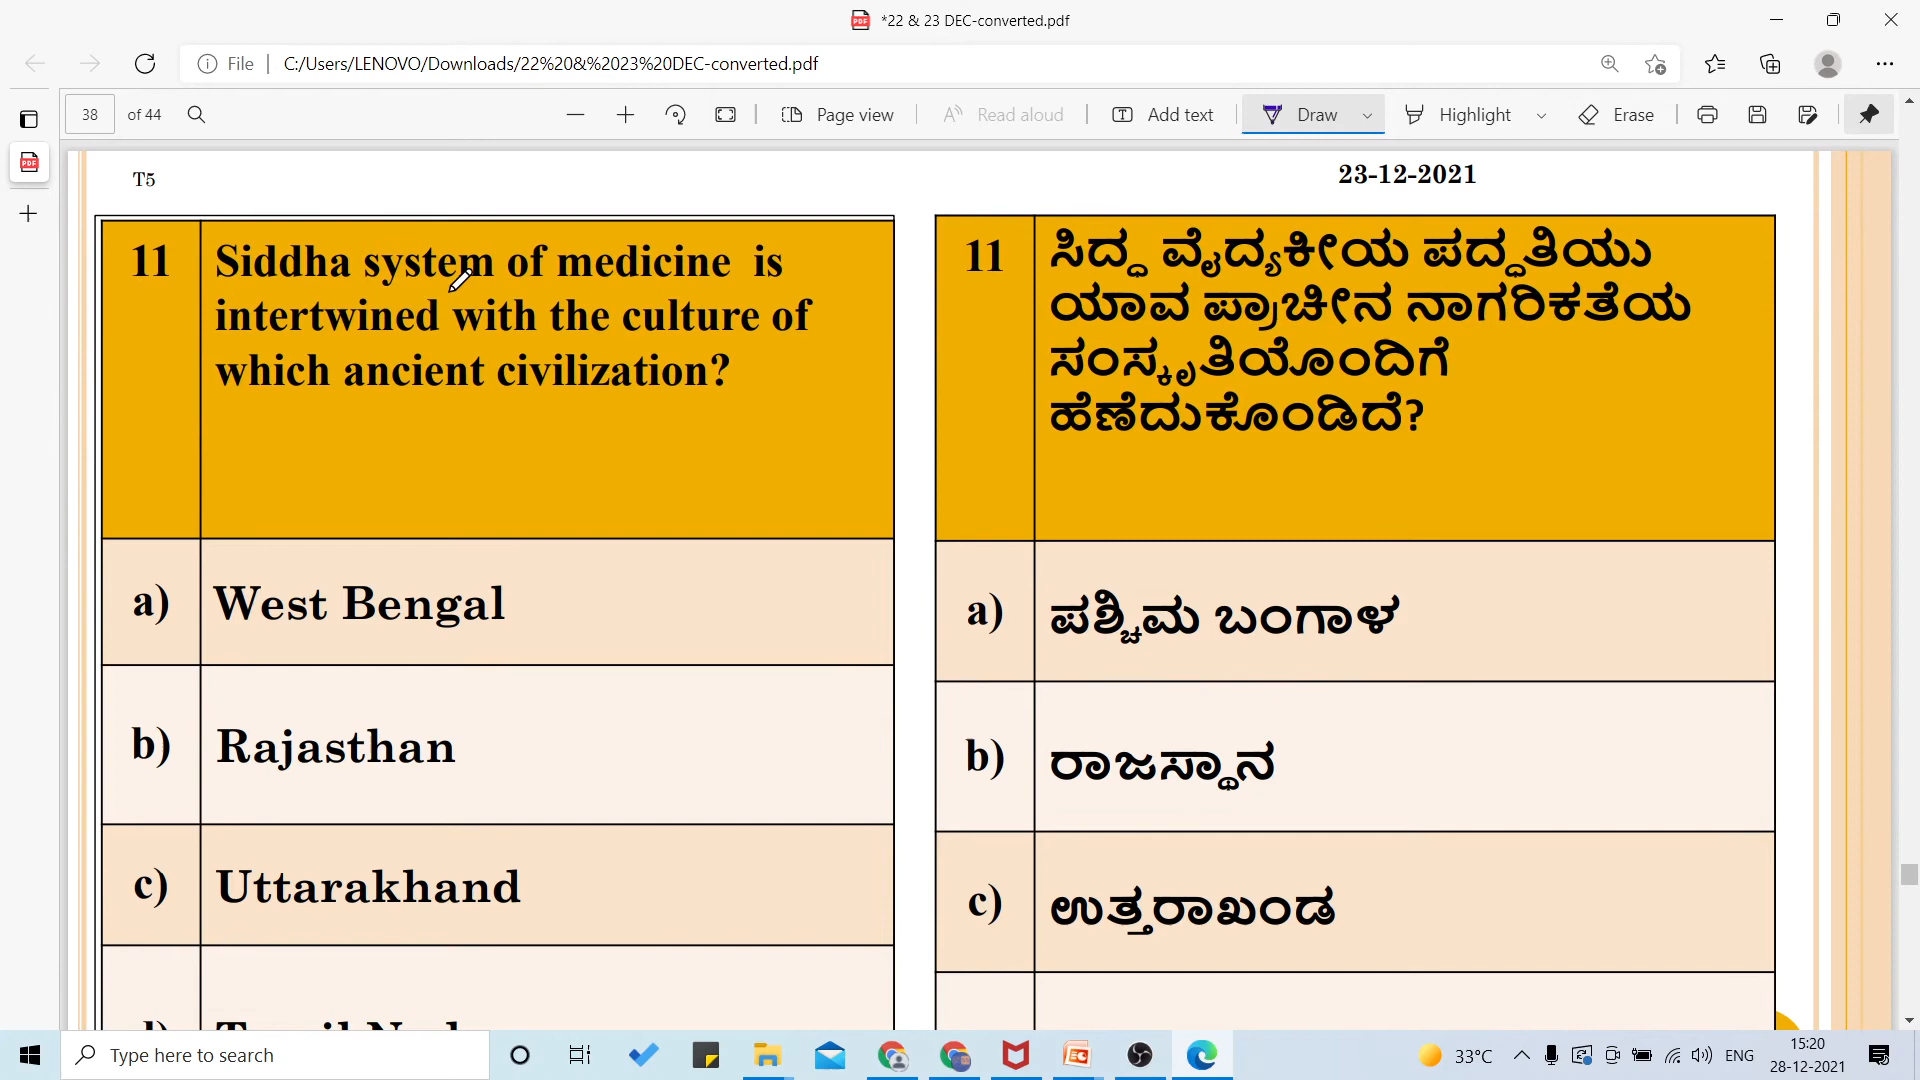 *22 & 23 DEC-converted.pdf
File
C:/Users/LENOVO/Downloads/22%20&%2023%20DEC-converted.pdf
38 of 44
Page view
Read aloud
Add text
Draw
Highlight
Erase
T5
23-12-2021
11
Siddha system of medicine is
intertwined with the culture of
which ancient civilization?
a) West Bengal
b) Rajasthan
c) Uttarakhand
11
ಸಿದ್ಧ ವೈದ್ಯಕೀಯ ಪದ್ಧತಿಯು
ಯಾವ ಪ್ರಾಚೀನ ನಾಗರಿಕತೆಯ
ಸಂಸ್ಕೃತಿಯೊಂದಿಗೆ
ಹೆಣೆದುಕೊಂಡಿದೆ?
a) ಪಶ್ಚಿಮ ಬಂಗಾಳ
b) ರಾಜಸ್ಥಾನ
c) ಉತ್ತರಾಖಂಡ
Type here to search
33°C
ENG
15:20
28-12-2021